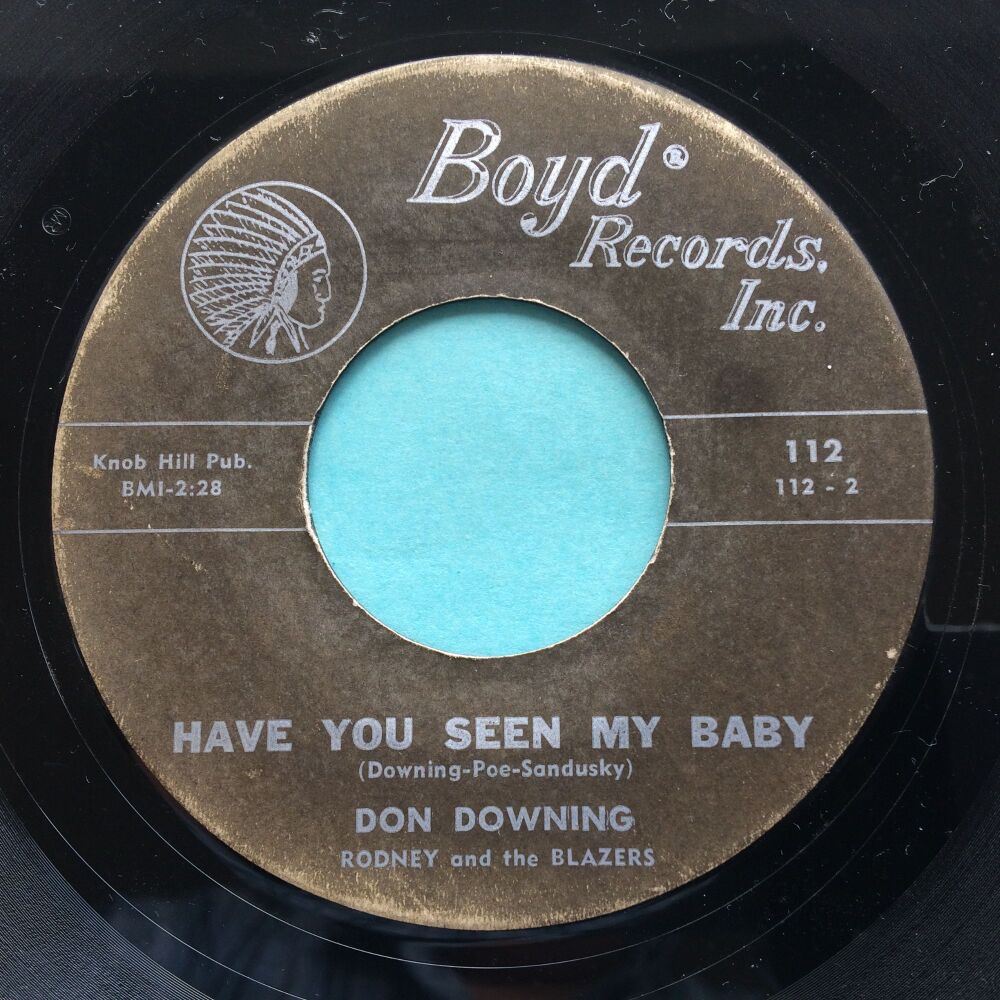 Boyd®
Records,
Inc.
Knob Hill Pub.
BMI-2:28
112
112 - 2
HAVE YOU SEEN MY BABY
(Downing-Poe-Sandusky)
DON DOWNING
RODNEY and the BLAZERS